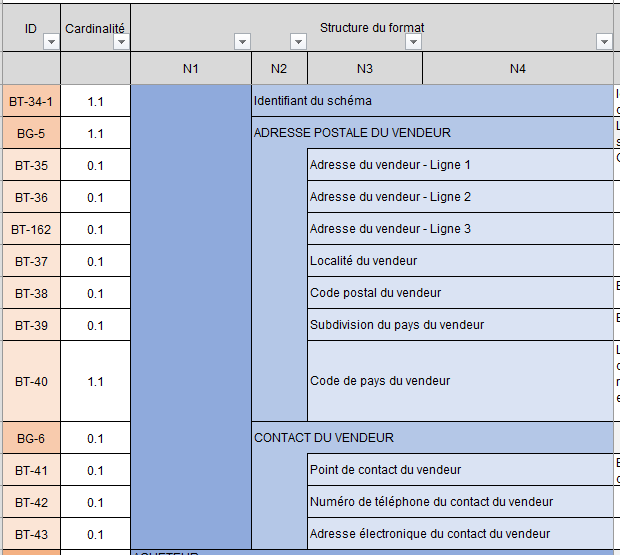 ID Cardinalité Structure du format
N1 N2 N3 N4
BT-34-1 1.1 Identifiant du schéma
BG-5 1.1 ADRESSE POSTALE DU VENDEUR
BT-35 0.1 Adresse du vendeur - Ligne 1
BT-36 0.1 Adresse du vendeur - Ligne 2
BT-162 0.1 Adresse du vendeur - Ligne 3
BT-37 0.1 Localité du vendeur
BT-38 0.1 Code postal du vendeur
BT-39 0.1 Subdivision du pays du vendeur
BT-40 1.1 Code de pays du vendeur
BG-6 0.1 CONTACT DU VENDEUR
BT-41 0.1 Point de contact du vendeur
BT-42 0.1 Numéro de téléphone du contact du vendeur
BT-43 0.1 Adresse électronique du contact du vendeur